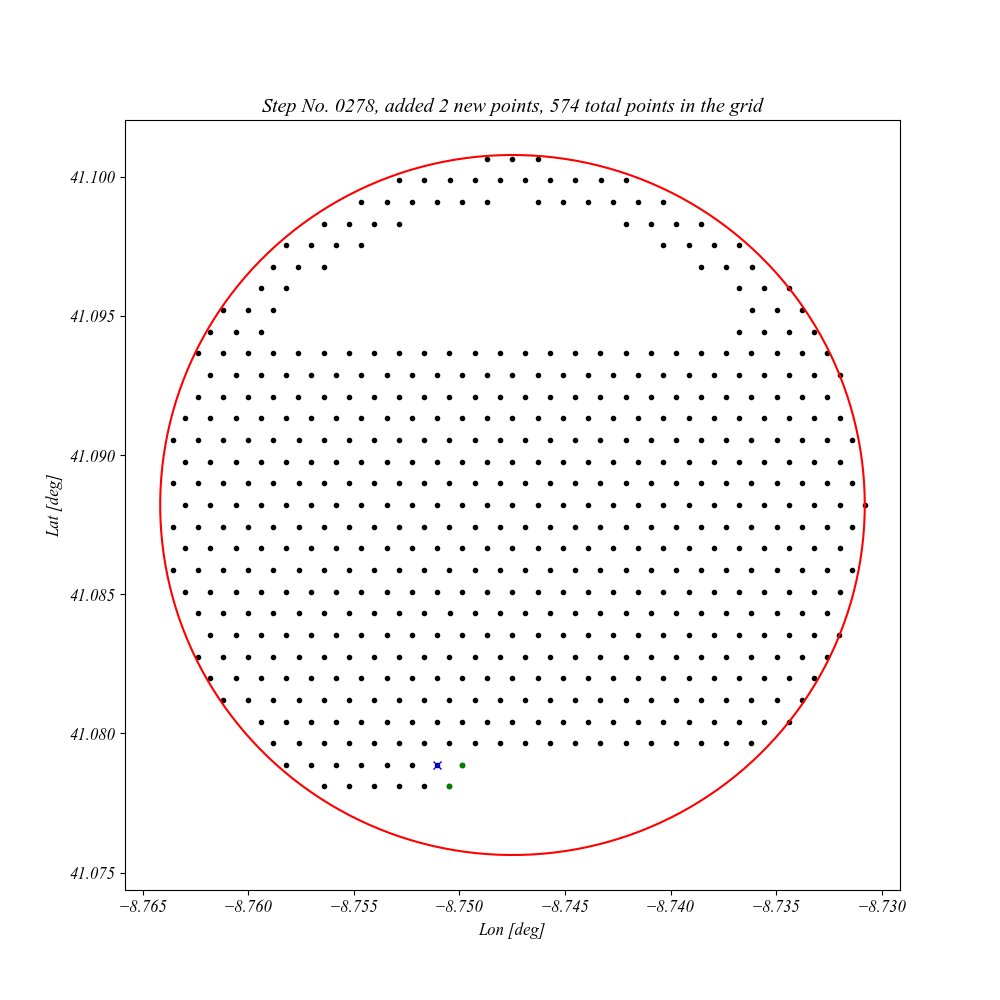 Step No. 0278, added 2 new points, 574 total points in the grid
41.100
41.095
41.090
41.085
41.080
41.075
Lat [deg]
−8.765 −8.760 −8.755 −8.750 −8.745 −8.740 −8.735 −8.730
Lon [deg]